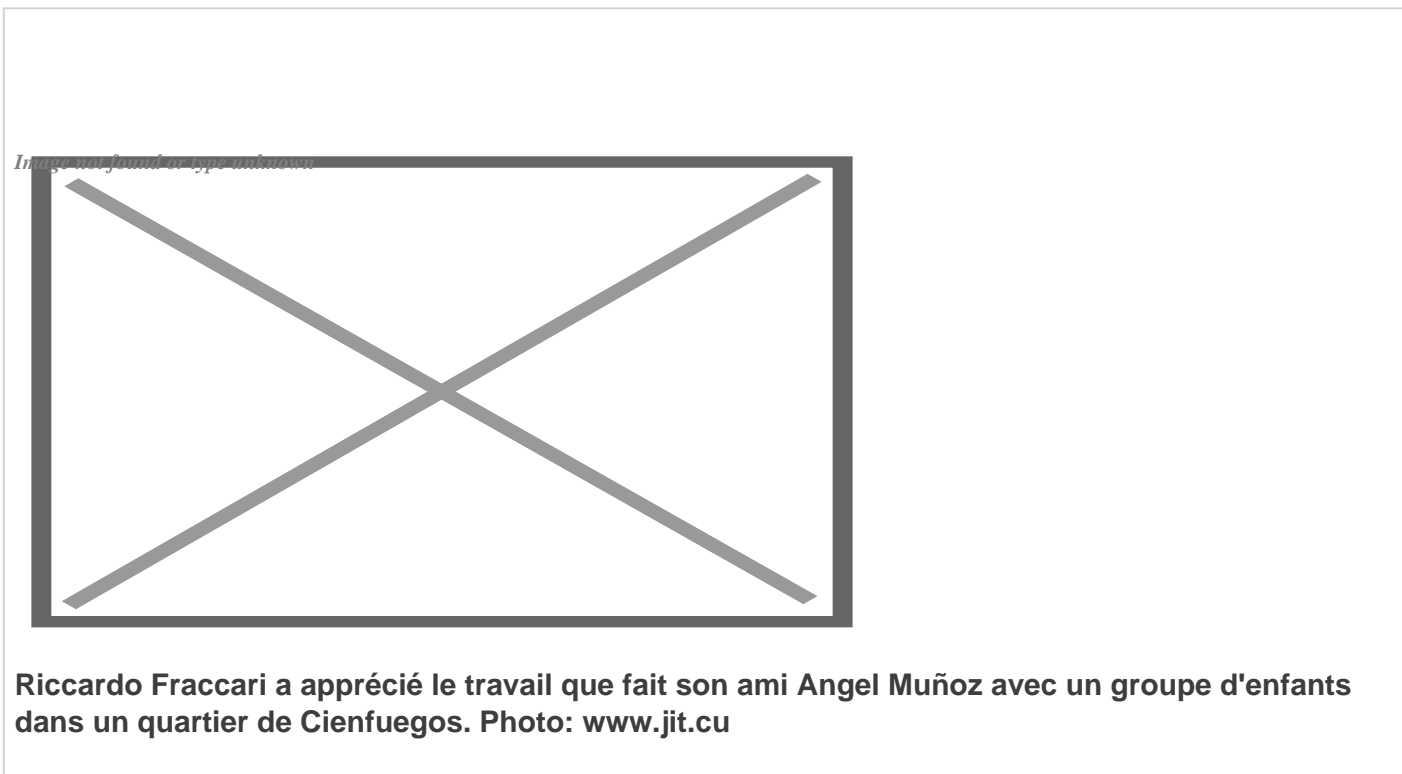 Image not found or type unknown
Riccardo Fraccari a apprécié le travail que fait son ami Angel Muñoz avec un groupe d'enfants
dans un quartier de Cienfuegos. Photo: www.jit.cu